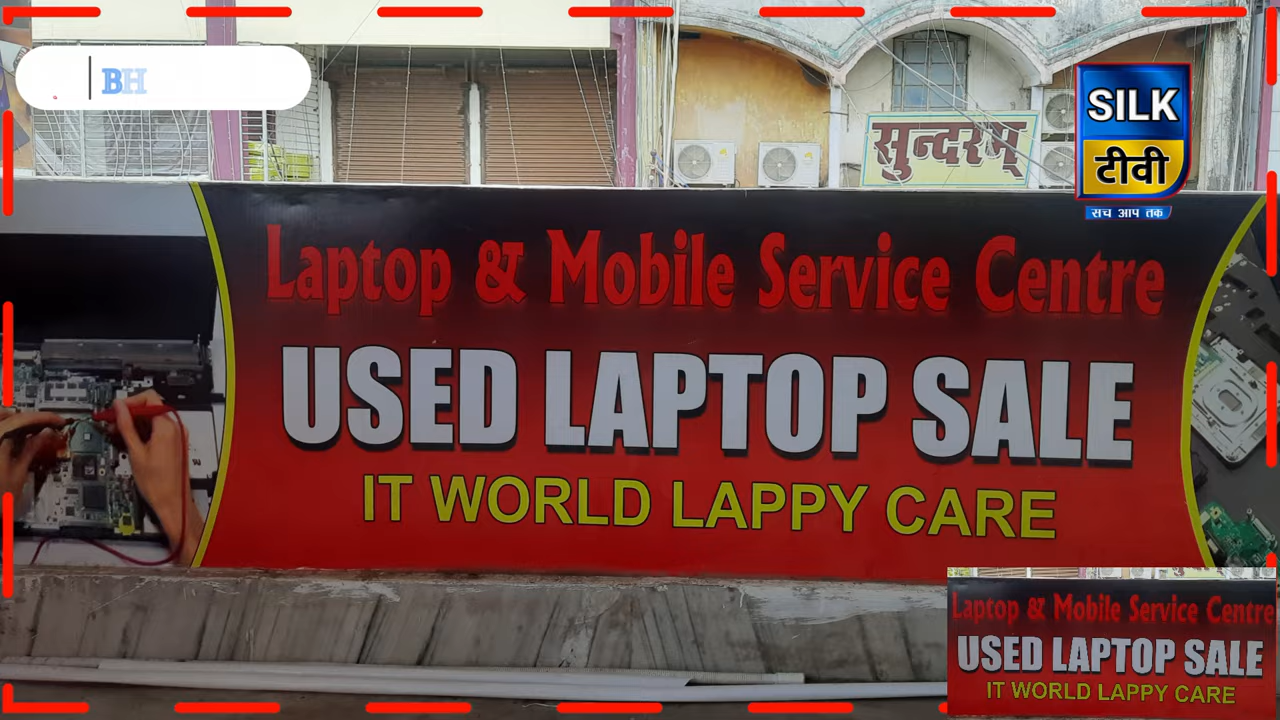 BH
सुन्दरम्
SILK
टीवी
सच आप तक
Laptop & Mobile Service Centre
USED LAPTOP SALE
IT WORLD LAPPY CARE
Laptop & Mobile Service Centre
USED LAPTOP SALE
IT WORLD LAPPY CARE